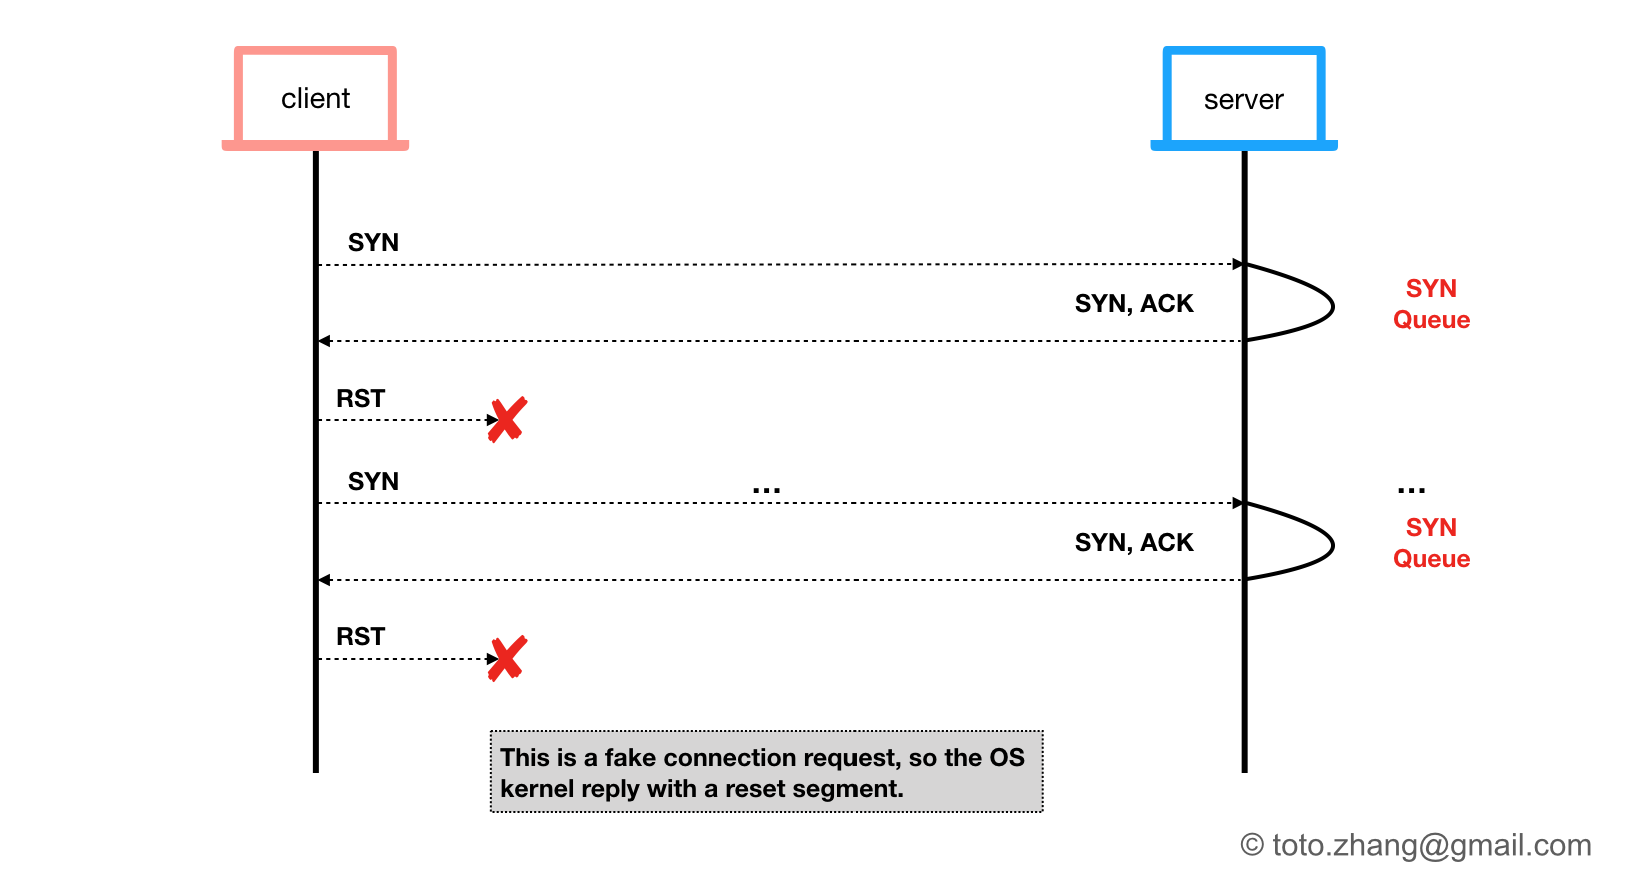 client
server
SYN
SYN, ACK
SYN
Queue
RST
SYN
...
...
SYN, ACK
SYN
Queue
RST
This is a fake connection request, so the OS
kernel reply with a reset segment.
© toto.zhang@gmail.com